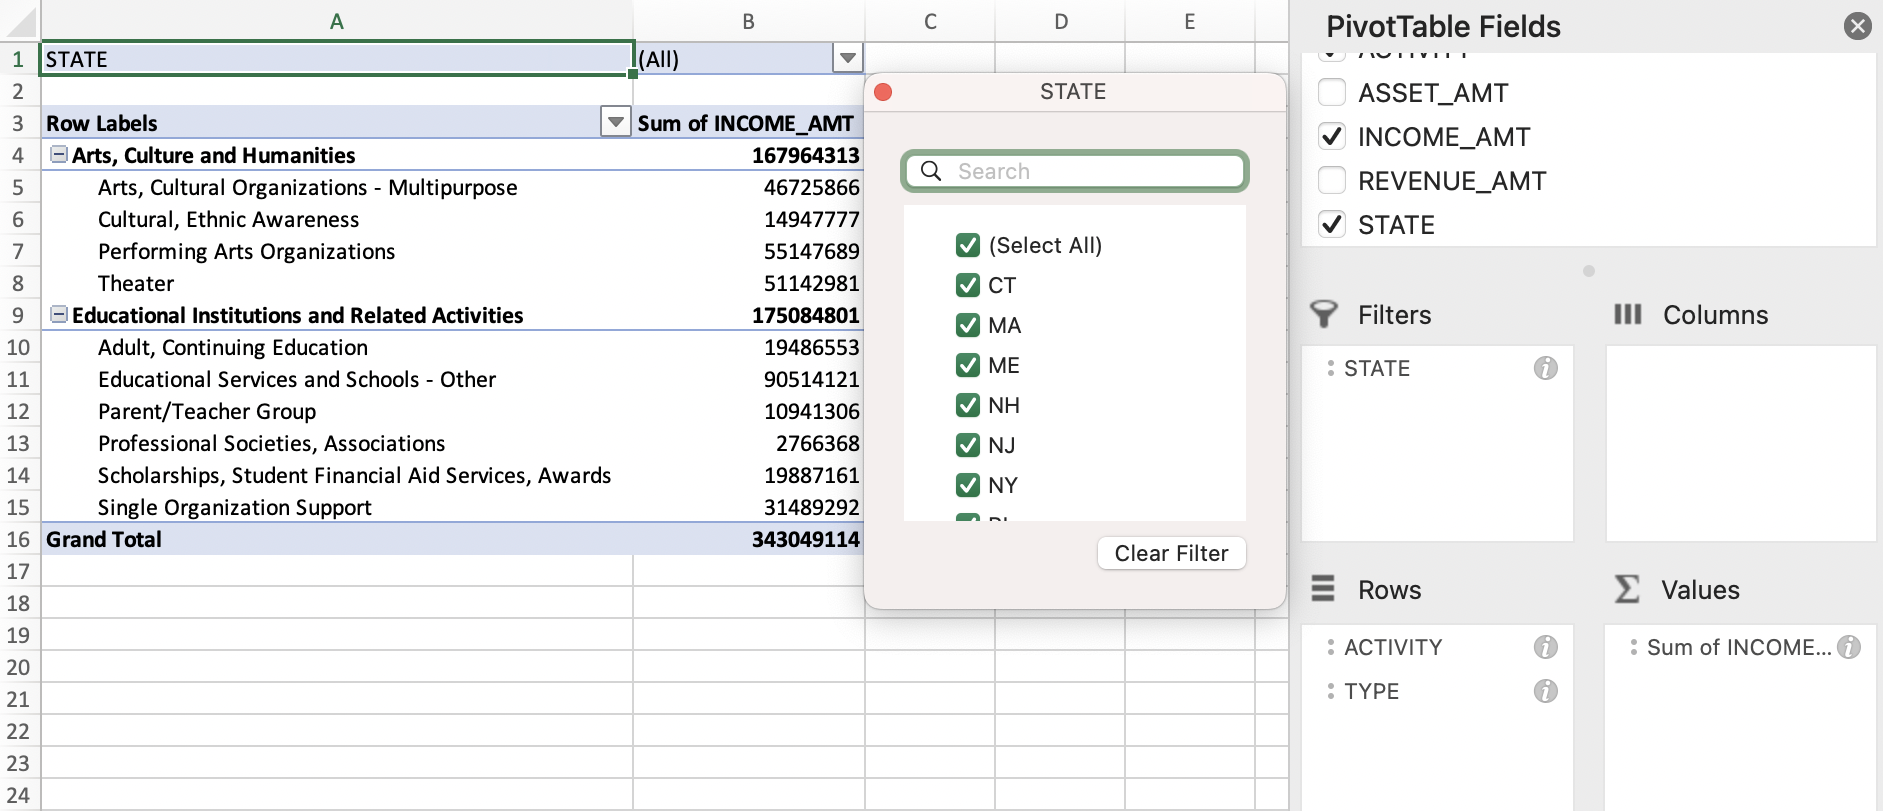 A B C D E
1 STATE (All)
2
3 Row Labels Sum of INCOME_AMT
4 Arts, Culture and Humanities 167964313
5 Arts, Cultural Organizations - Multipurpose 46725866
6 Cultural, Ethnic Awareness 14947777
7 Performing Arts Organizations 55147689
8 Theater 51142981
9 Educational Institutions and Related Activities 175084801
10 Adult, Continuing Education 19486553
11 Educational Services and Schools - Other 90514121
12 Parent/Teacher Group 10941306
13 Professional Societies, Associations 2766368
14 Scholarships, Student Financial Aid Services, Awards 19887161
15 Single Organization Support 31489292
16 Grand Total 343049114
17
18
19
20
21
22
23
24
STATE
Search
(Select All)
CT
MA
ME
NH
NJ
NY
Clear Filter
PivotTable Fields
ACTIVITY
ASSET_AMT
INCOME_AMT
REVENUE_AMT
STATE
Filters
STATE
Columns
Rows
ACTIVITY
TYPE
Values
Sum of INCOME...